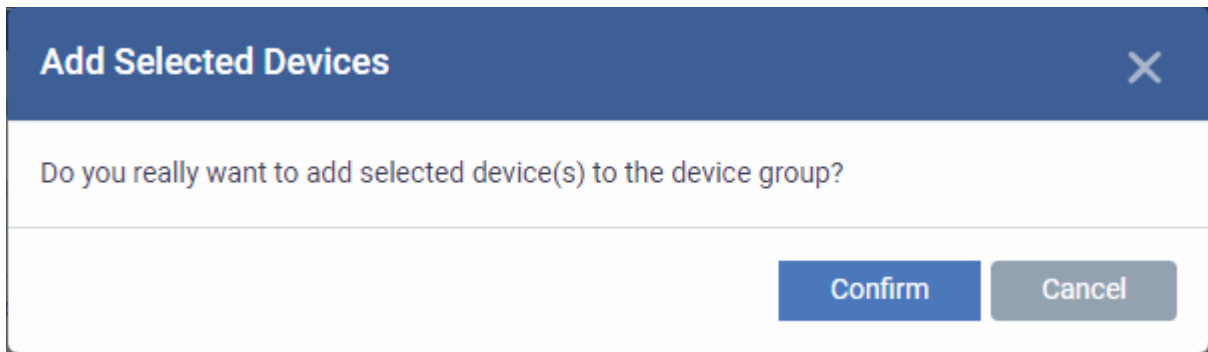 Add Selected Devices
Do you really want to add selected device(s) to the device group?
Confirm Cancel